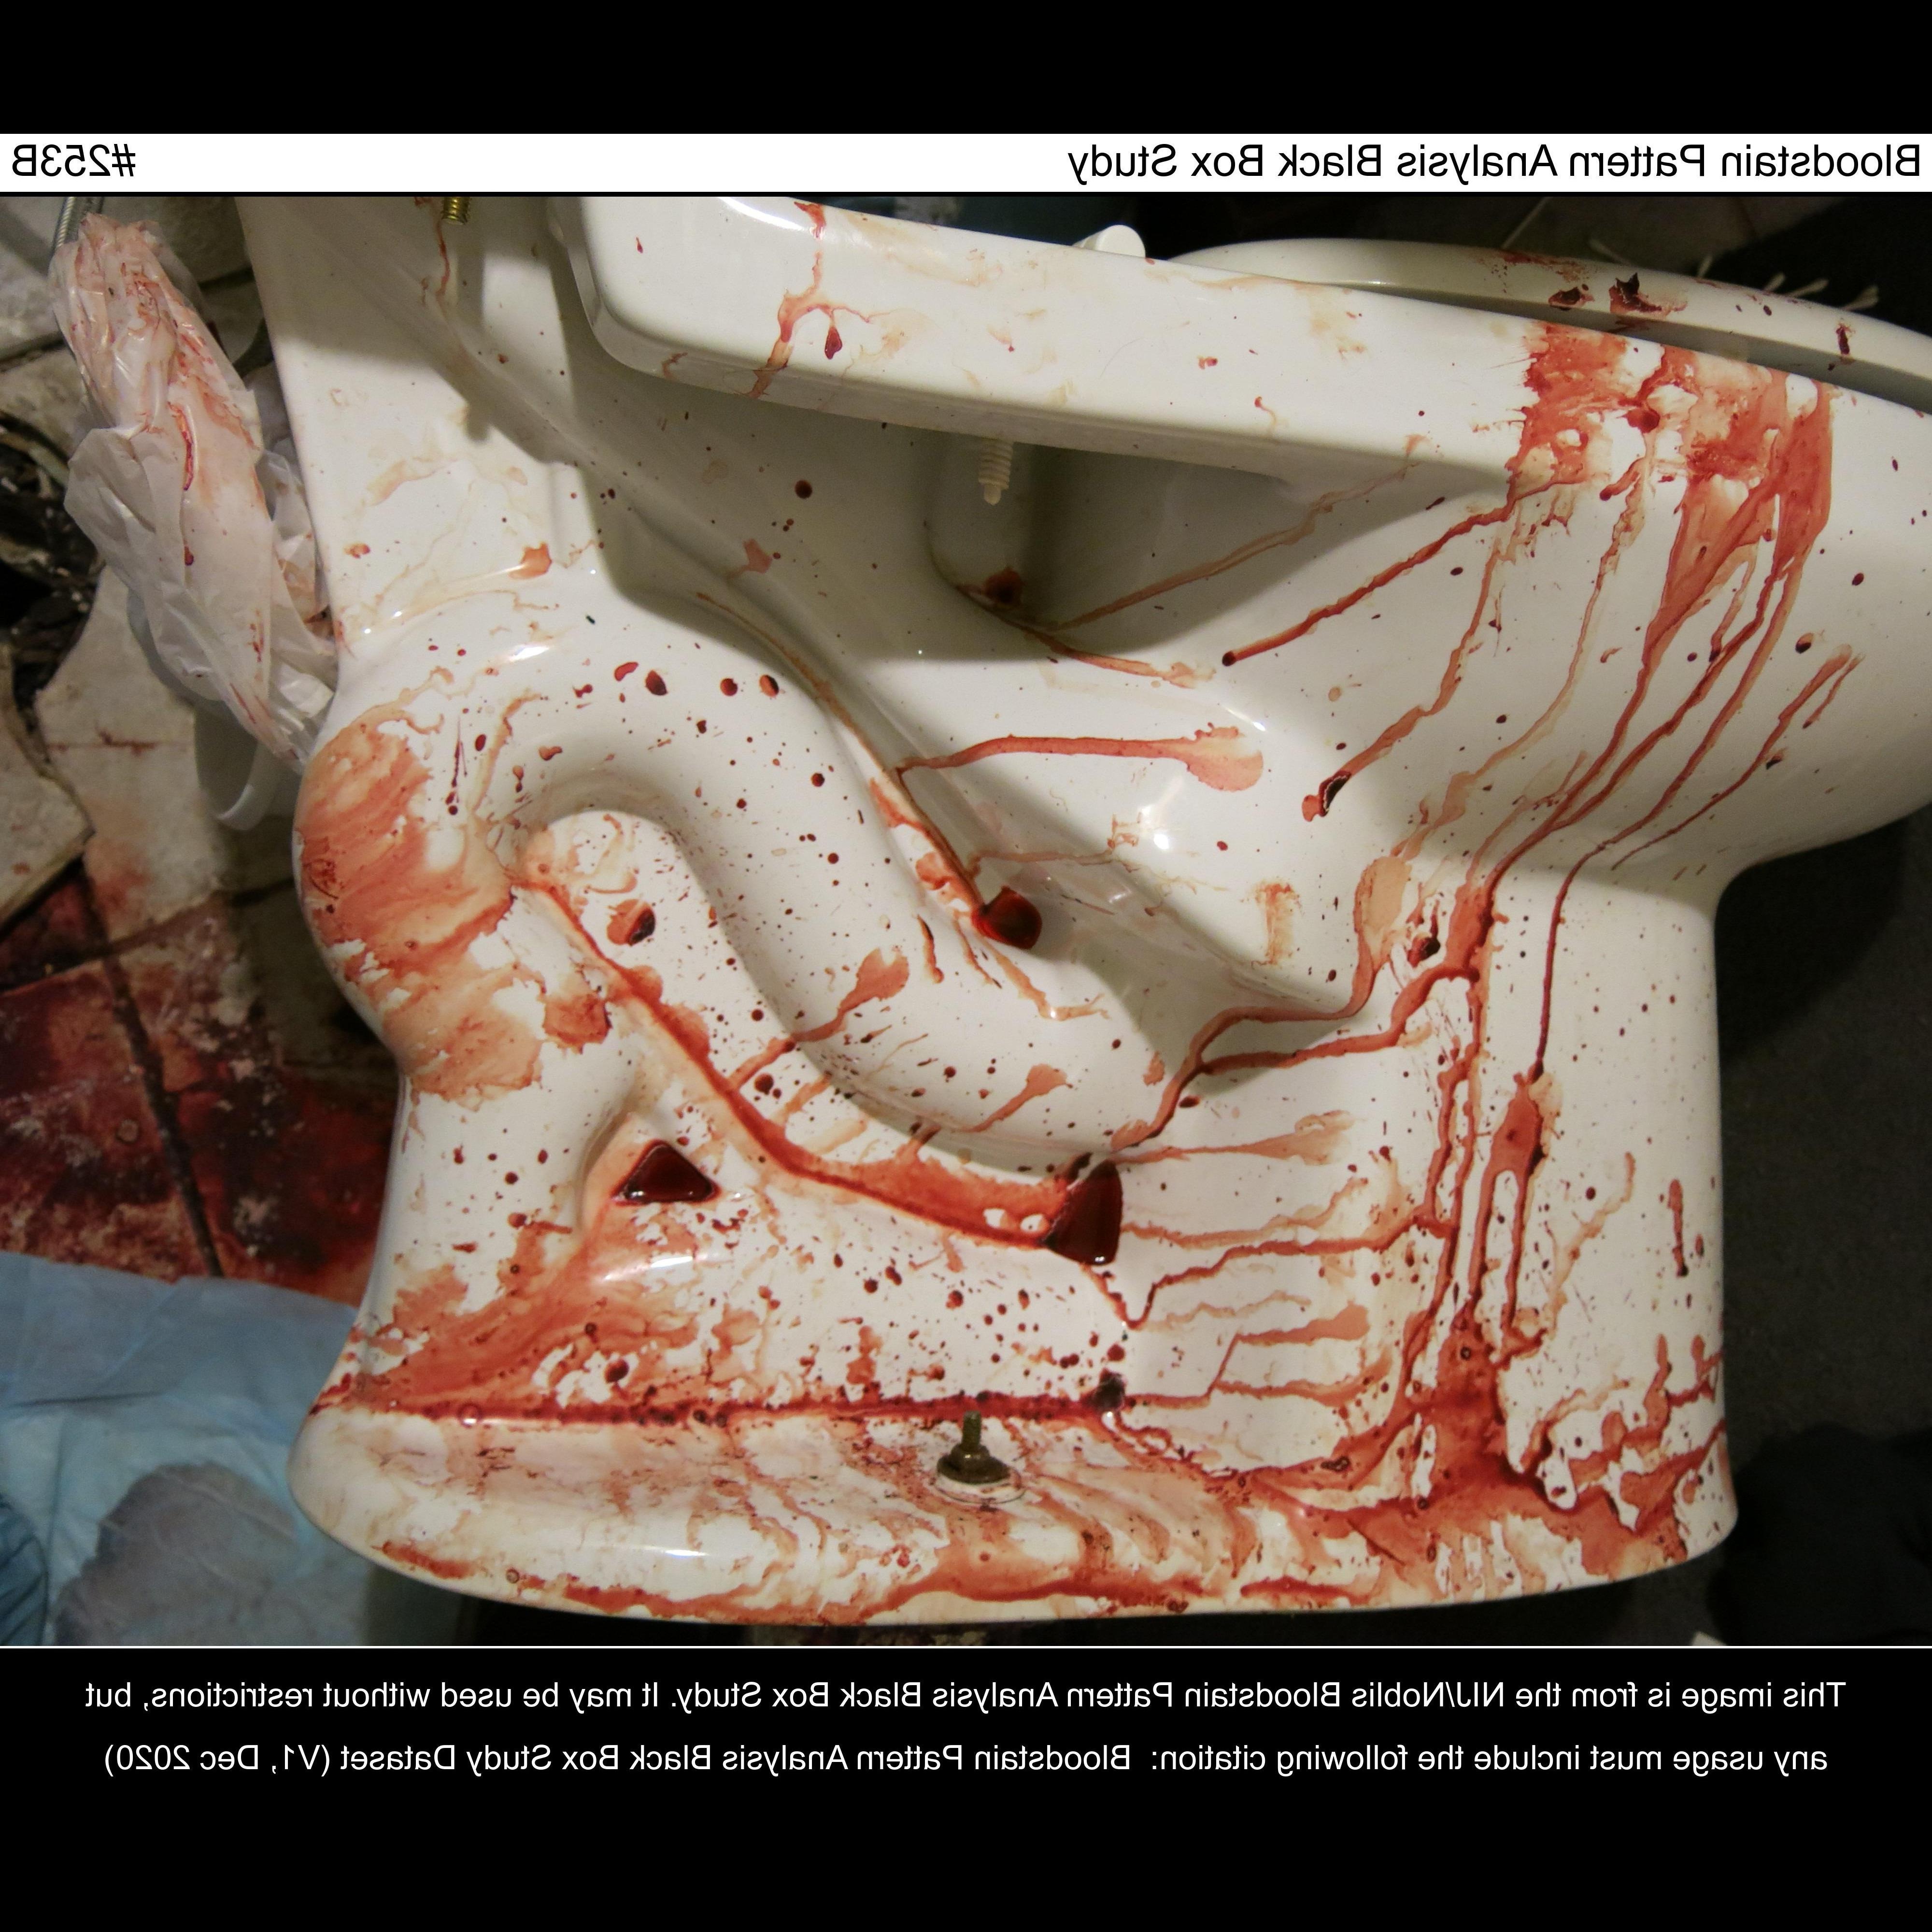 Bloodstain Pattern Analysis Black Box Study #253B
This image is from the NIJ/Noblis Bloodstain Pattern Analysis Black Box Study. It may be used without restrictions, but
any usage must include the following citation:  Bloodstain Pattern Analysis Black Box Study Dataset (V1, Dec 2020)